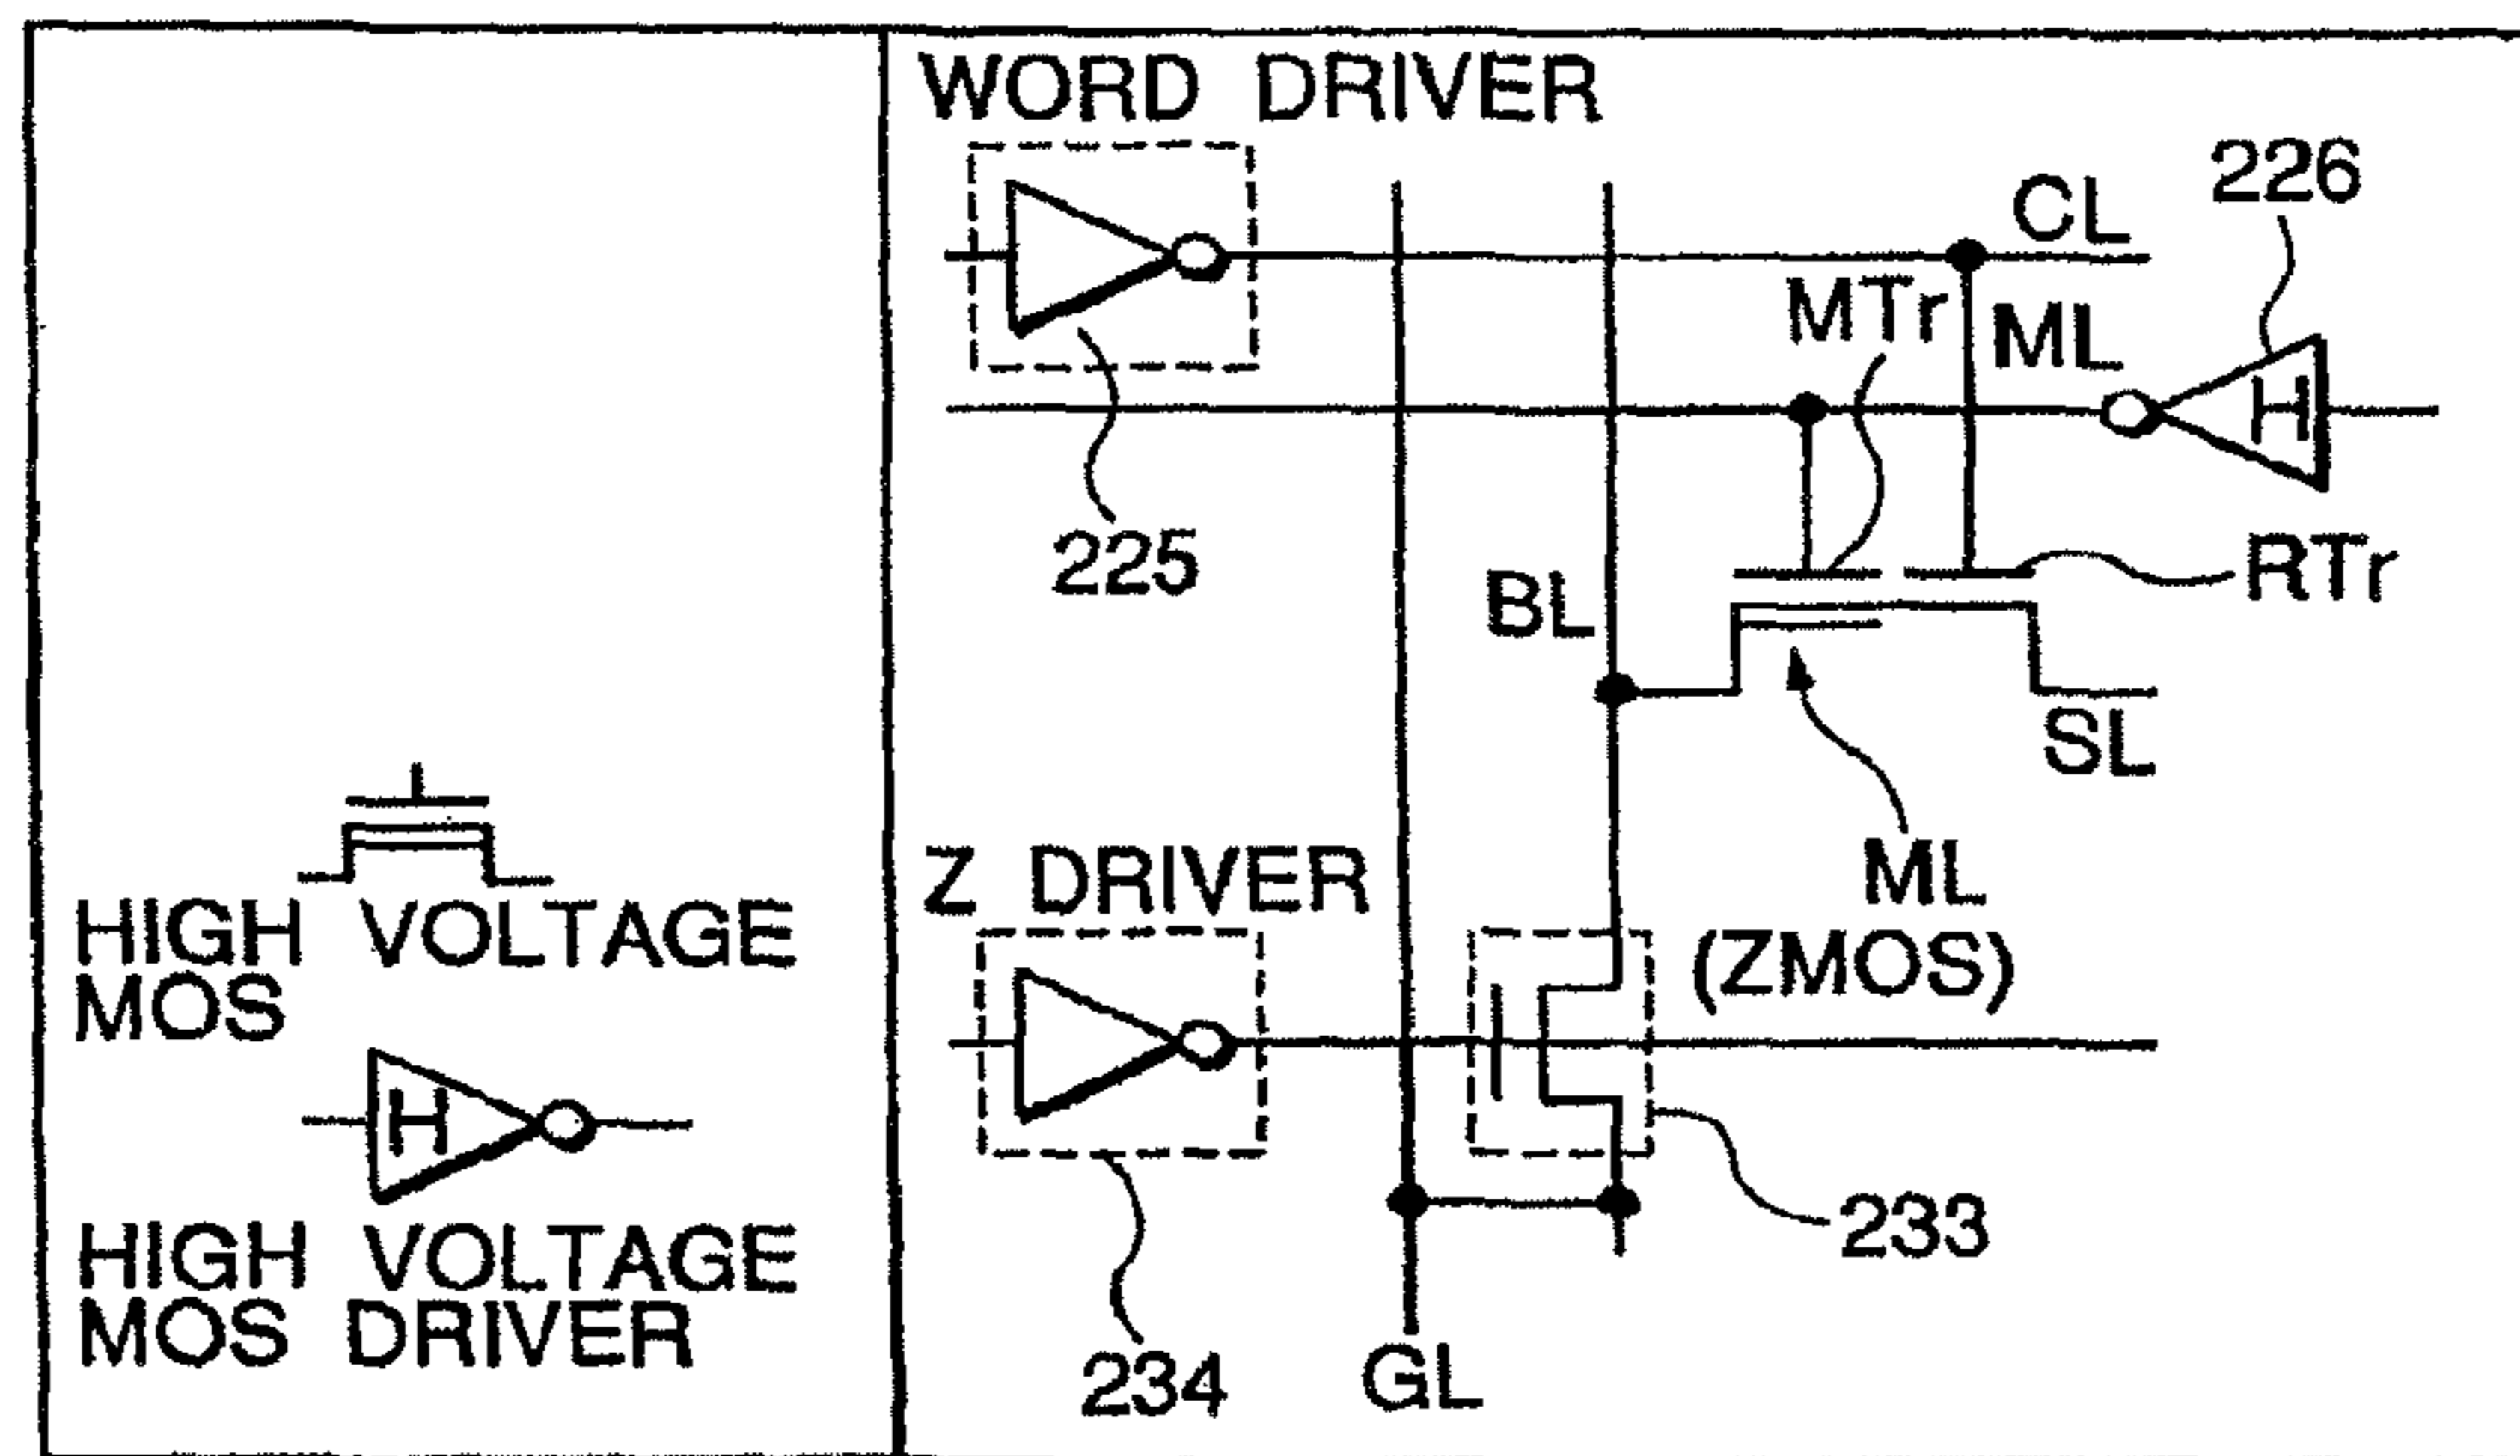 HIGH VOLTAGE
MOS
H
HIGH VOLTAGE
MOS DRIVER
WORD DRIVER
226
CL
MTr
ML
H
225
RTr
BL
SL
ML
Z DRIVER
(ZMOS)
233
234
GL